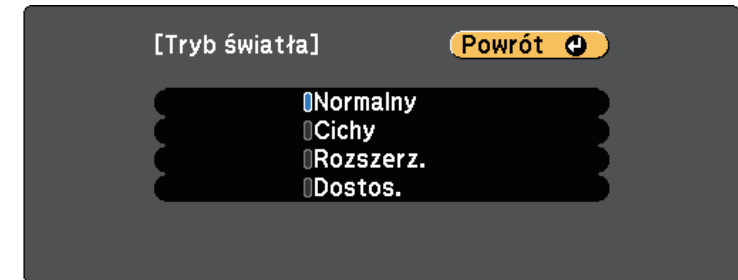 [Tryb światła] Powrót
Normalny
Cichy
Rozszerz.
Dostos.